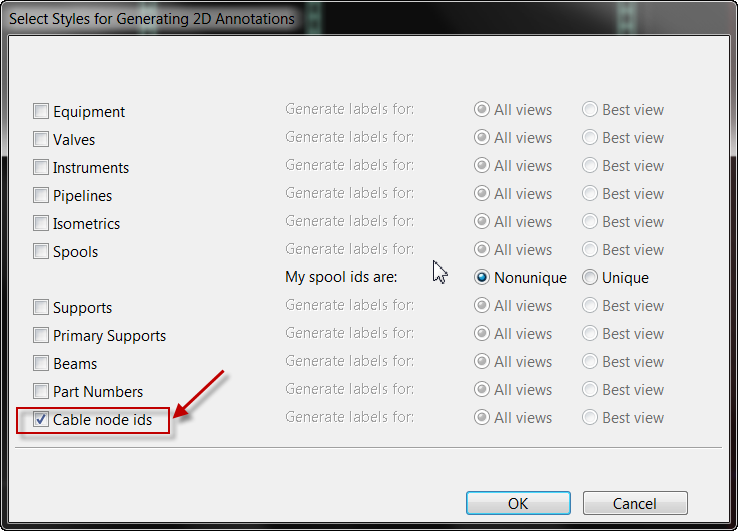 Select Styles for Generating 2D Annotations
Equipment Generate labels for: All views Best view
Valves Generate labels for: All views Best view
Instruments Generate labels for: All views Best view
Pipelines Generate labels for: All views Best view
Isometrics Generate labels for: All views Best view
Spools Generate labels for: All views Best view
My spool ids are: Nonunique Unique
Supports Generate labels for: All views Best view
Primary Supports Generate labels for: All views Best view
Beams Generate labels for: All views Best view
Part Numbers Generate labels for: All views Best view
Cable node ids Generate labels for: All views Best view
OK Cancel